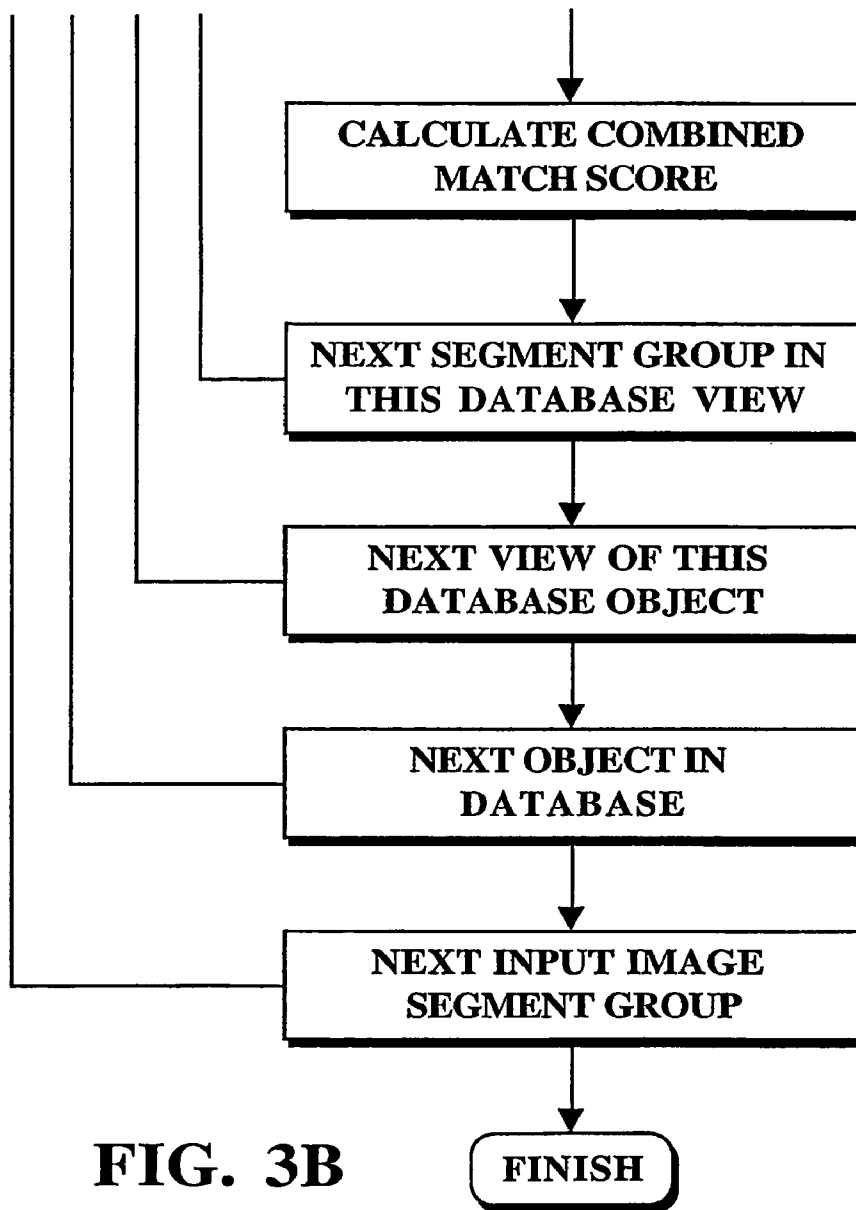 CALCULATE COMBINED
MATCH SCORE
NEXT SEGMENT GROUP IN
THIS DATABASE VIEW
NEXT VIEW OF THIS
DATABASE OBJECT
NEXT OBJECT IN
DATABASE
NEXT INPUT IMAGE
SEGMENT GROUP
FINISH
FIG. 3B